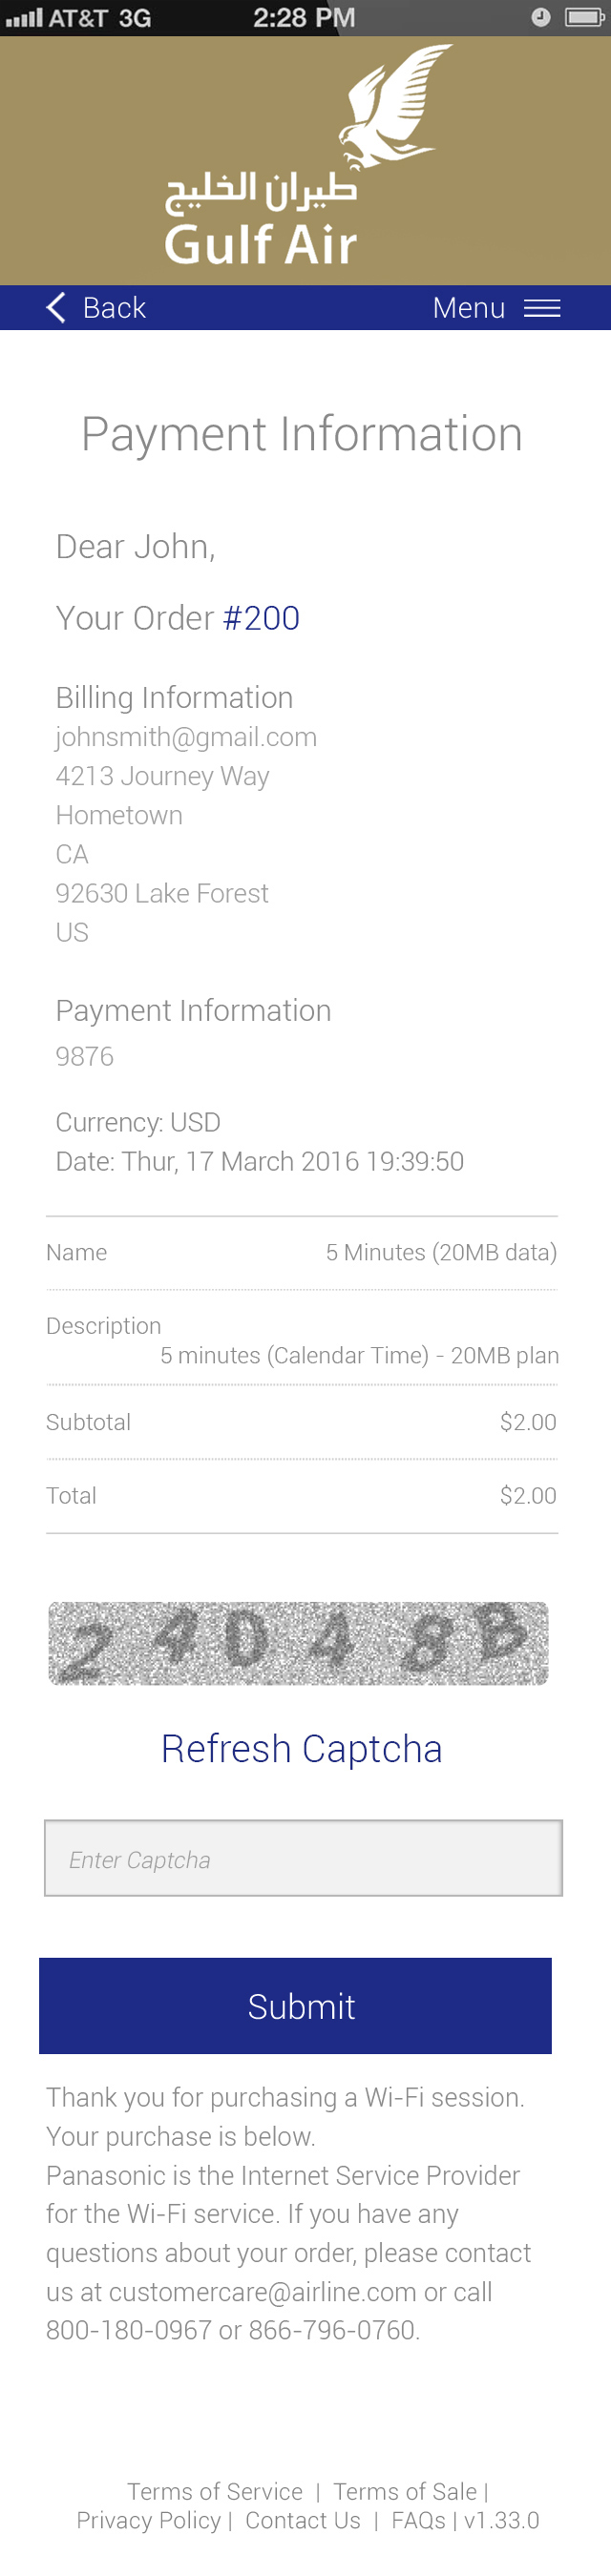 AT&T 3G 2:28 PM
طيران الخليج
Gulf Air
Back Menu
Payment Information
Dear John,
Your Order #200
Billing Information
johnsmith@gmail.com
4213 Journey Way
Hometown
CA
92630 Lake Forest
US
Payment Information
9876
Currency: USD
Date: Thur, 17 March 2016 19:39:50
Name 5 Minutes (20MB data)
Description
5 minutes (Calendar Time) - 20MB plan
Subtotal $2.00
Total $2.00
24048B
Refresh Captcha
Enter Captcha
Submit
Thank you for purchasing a Wi-Fi session.
Your purchase is below.
Panasonic is the Internet Service Provider
for the Wi-Fi service. If you have any
questions about your order, please contact
us at customercare@airline.com or call
800-180-0967 or 866-796-0760.
Terms of Service | Terms of Sale |
Privacy Policy | Contact Us | FAQs | v1.33.0